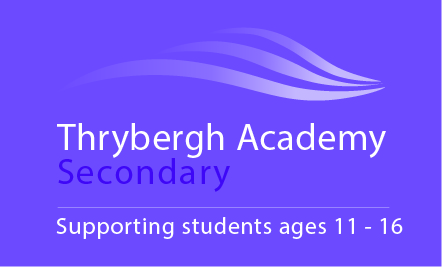 Thrybergh Academy
Secondary
Supporting students ages 11 - 16